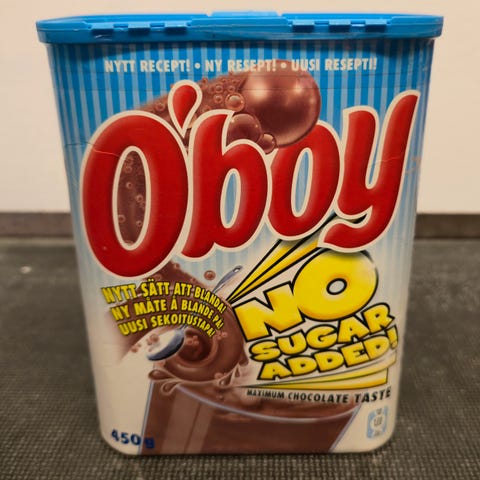 NYTT RECEPT! • NY RESEPT! • UUSI RESEPTI!
O'boy
NYTT SÄTT ATT BLANDA!
NY MÅTE Å BLANDE PÅ!
UUSI SEKOITUSTAPA!
NO
SUGAR
ADDED!
MAXIMUM CHOCOLATE TASTE
450g